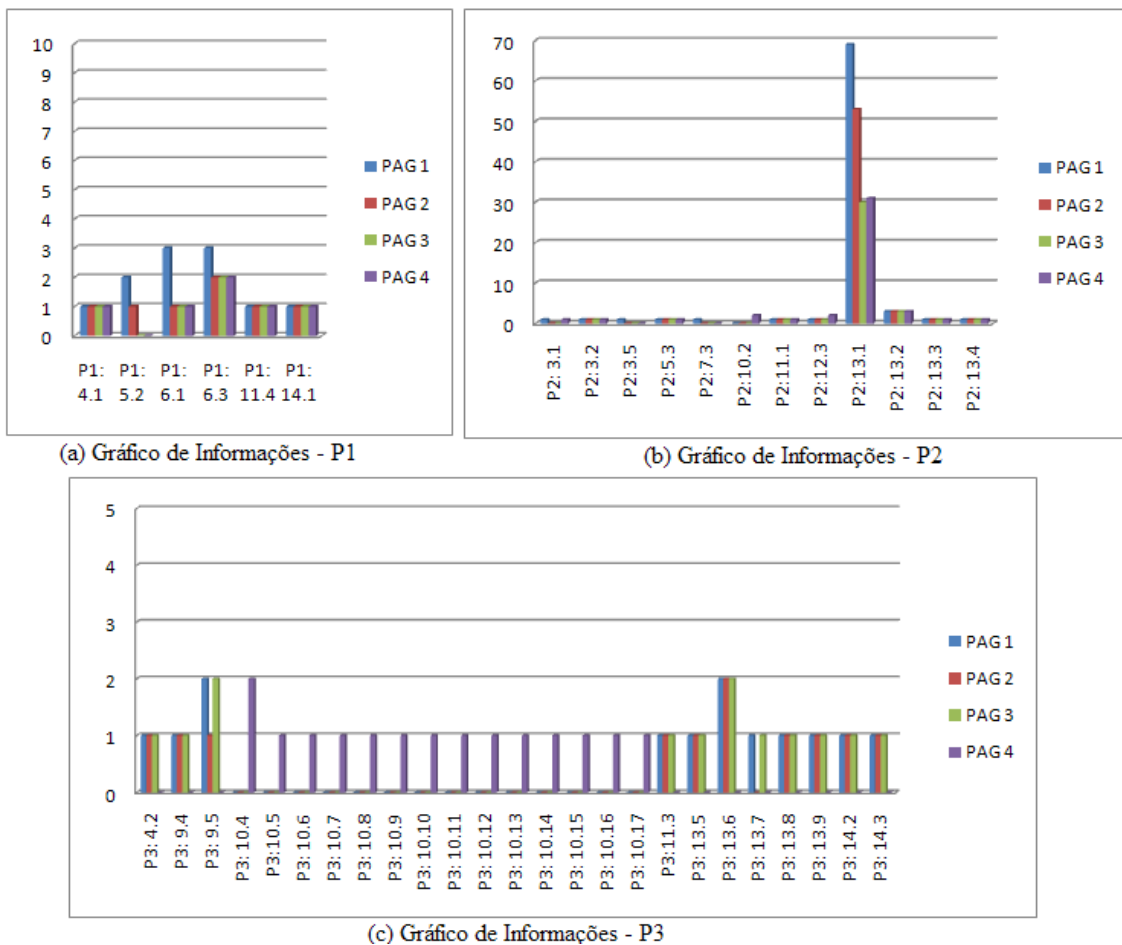 10
9
8
7
6
5
4
3
2
1
0
P1: 4.1
P1: 5.2
P1: 6.1
P1: 6.3
P1: 11.4
P1: 14.1
PAG 1
PAG 2
PAG 3
PAG 4
(a) Gráfico de Informações - P1
70
60
50
40
30
20
10
0
P2: 3.1
P2: 3.2
P2: 3.5
P2: 5.3
P2: 7.3
P2: 10.2
P2: 11.1
P2: 12.3
P2: 13.1
P2: 13.2
P2: 13.3
P2: 13.4
PAG 1
PAG 2
PAG 3
PAG 4
(b) Gráfico de Informações - P2
5
4
3
2
1
0
P3: 4.2
P3: 9.4
P3: 9.5
P3: 10.4
P3: 10.5
P3: 10.6
P3: 10.7
P3: 10.8
P3: 10.9
P3: 10.10
P3: 10.11
P3: 10.12
P3: 10.13
P3: 10.14
P3: 10.15
P3: 10.16
P3: 10.17
P3: 11.3
P3: 13.5
P3: 13.6
P3: 13.7
P3: 13.8
P3: 13.9
P3: 14.2
P3: 14.3
PAG 1
PAG 2
PAG 3
PAG 4
(c) Gráfico de Informações - P3